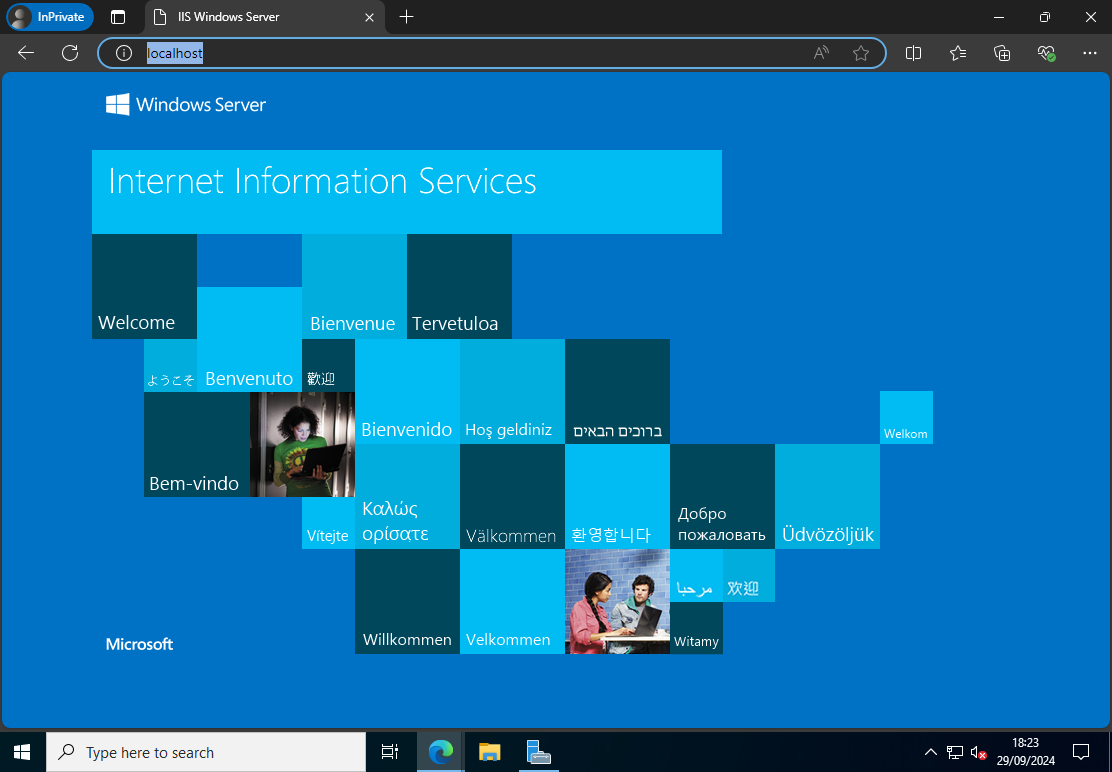 InPrivate
IIS Windows Server
localhost
Windows Server
Internet Information Services
Welcome
Bienvenue
Tervetuloa
ようこそ
Benvenuto
歡迎
Bienvenido
Hoş geldiniz
ברוכים הבאים
Welkom
Bem-vindo
Vítejte
Καλώς
ορίσατε
Välkommen
환영합니다
Добро
пожаловать
Üdvözöljük
Willkommen
Velkommen
مرحبا
欢迎
Witamy
Microsoft
Type here to search
18:23
29/09/2024